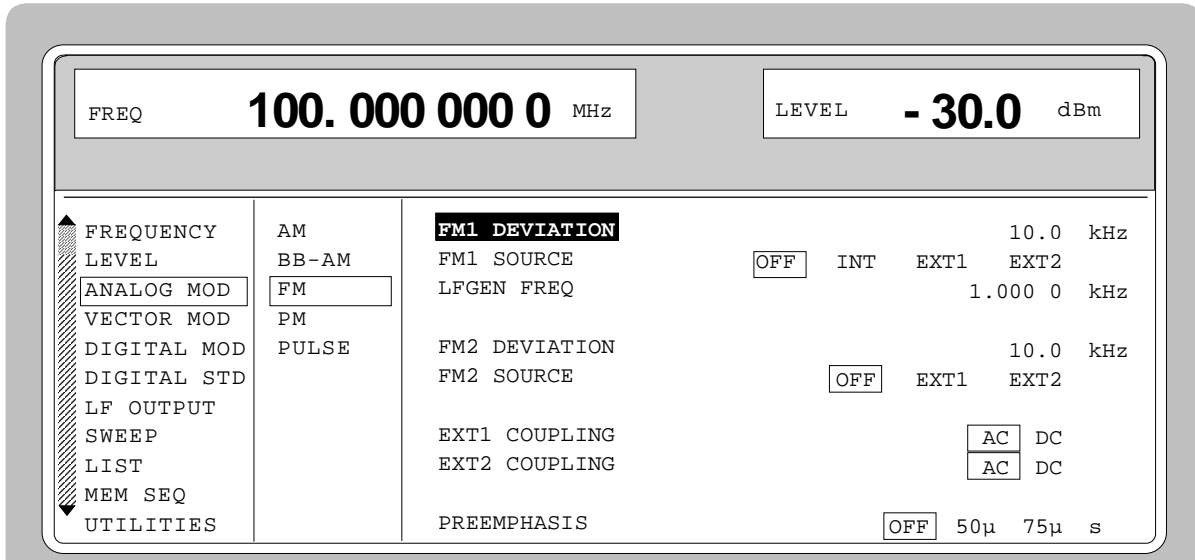 FREQ 100. 000 000 0 MHz LEVEL - 30.0 dBm
FREQUENCY AM FM1 DEVIATION 10.0 kHz
LEVEL BB-AM FM1 SOURCE OFF INT EXT1 EXT2
ANALOG MOD FM LFGEN FREQ 1.000 0 kHz
VECTOR MOD PM
DIGITAL MOD PULSE FM2 DEVIATION 10.0 kHz
DIGITAL STD FM2 SOURCE OFF EXT1 EXT2
LF OUTPUT
SWEEP EXT1 COUPLING AC DC
LIST EXT2 COUPLING AC DC
MEM SEQ
UTILITIES PREEMPHASIS OFF 50µ 75µ s